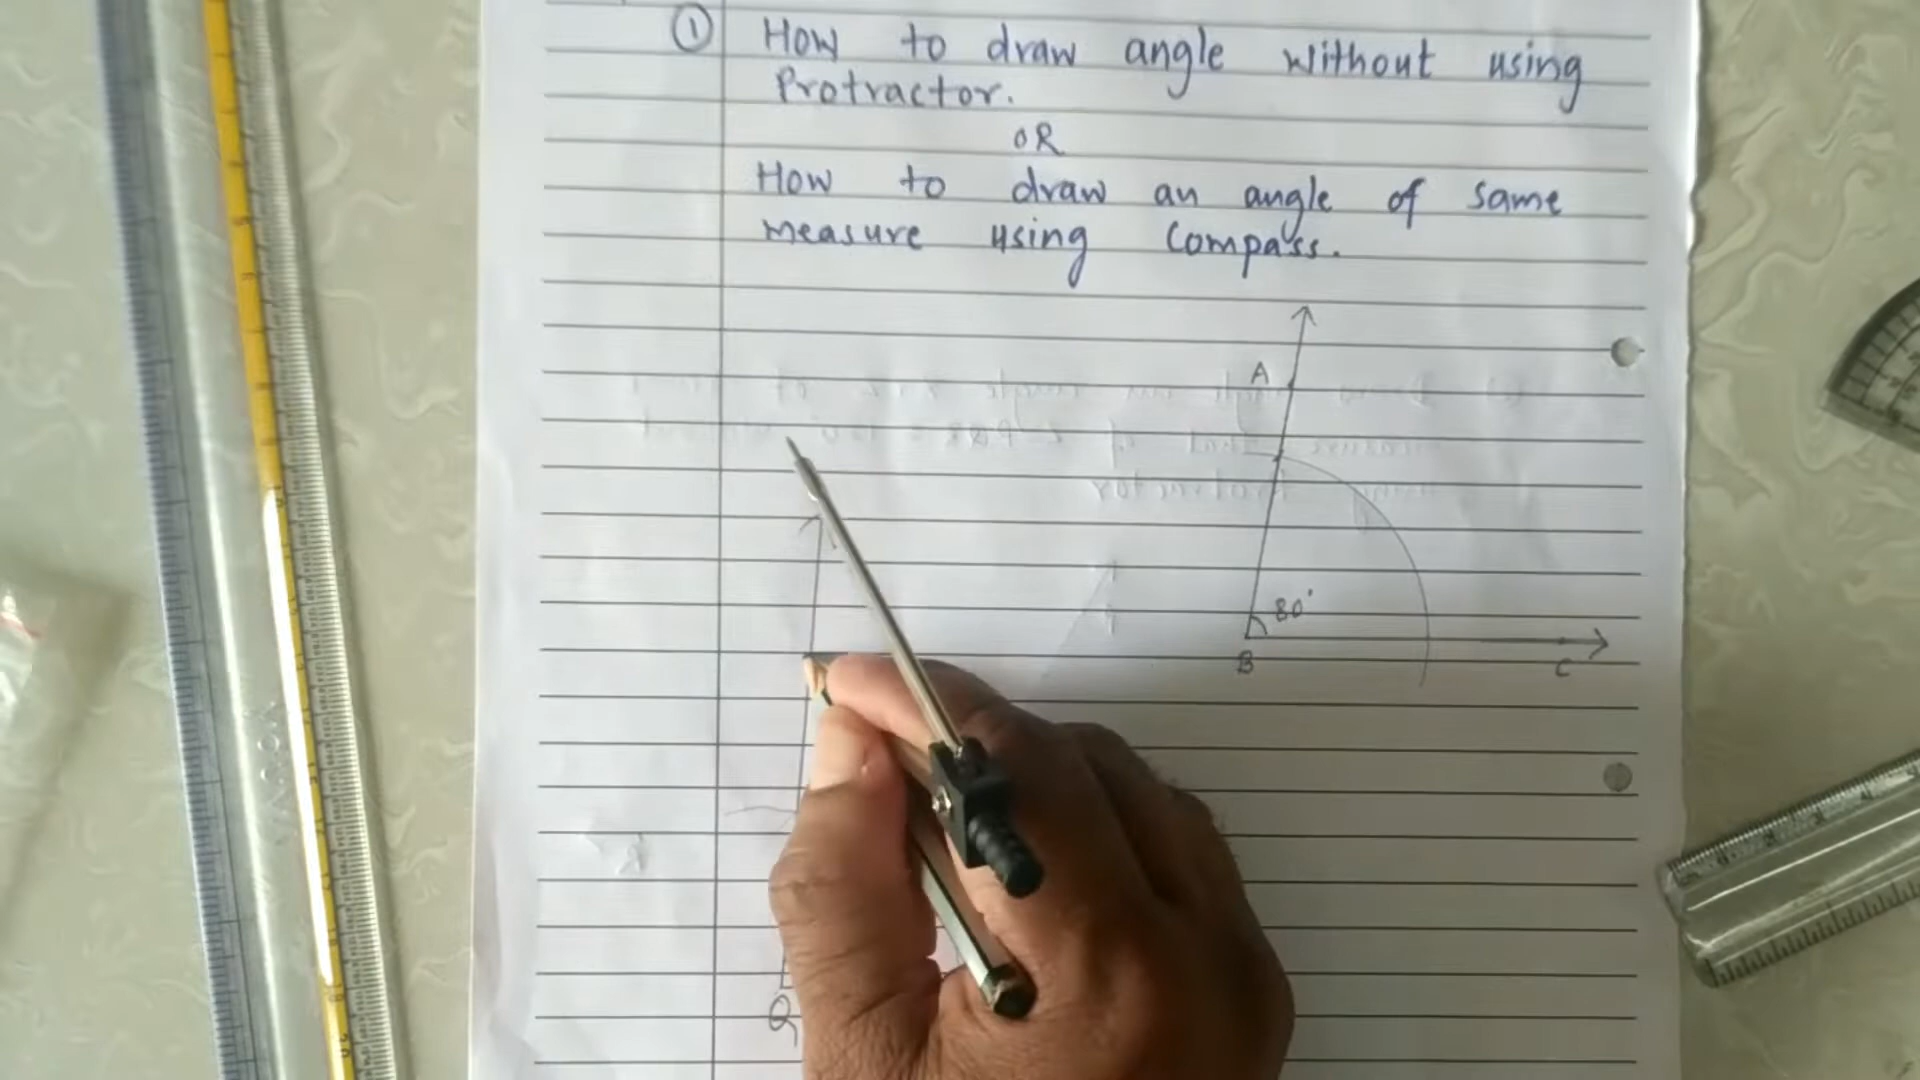 ① How to draw angle without using
Protractor.
OR
How to draw an angle of same
measure using Compass.
A
80°
B
C
Q